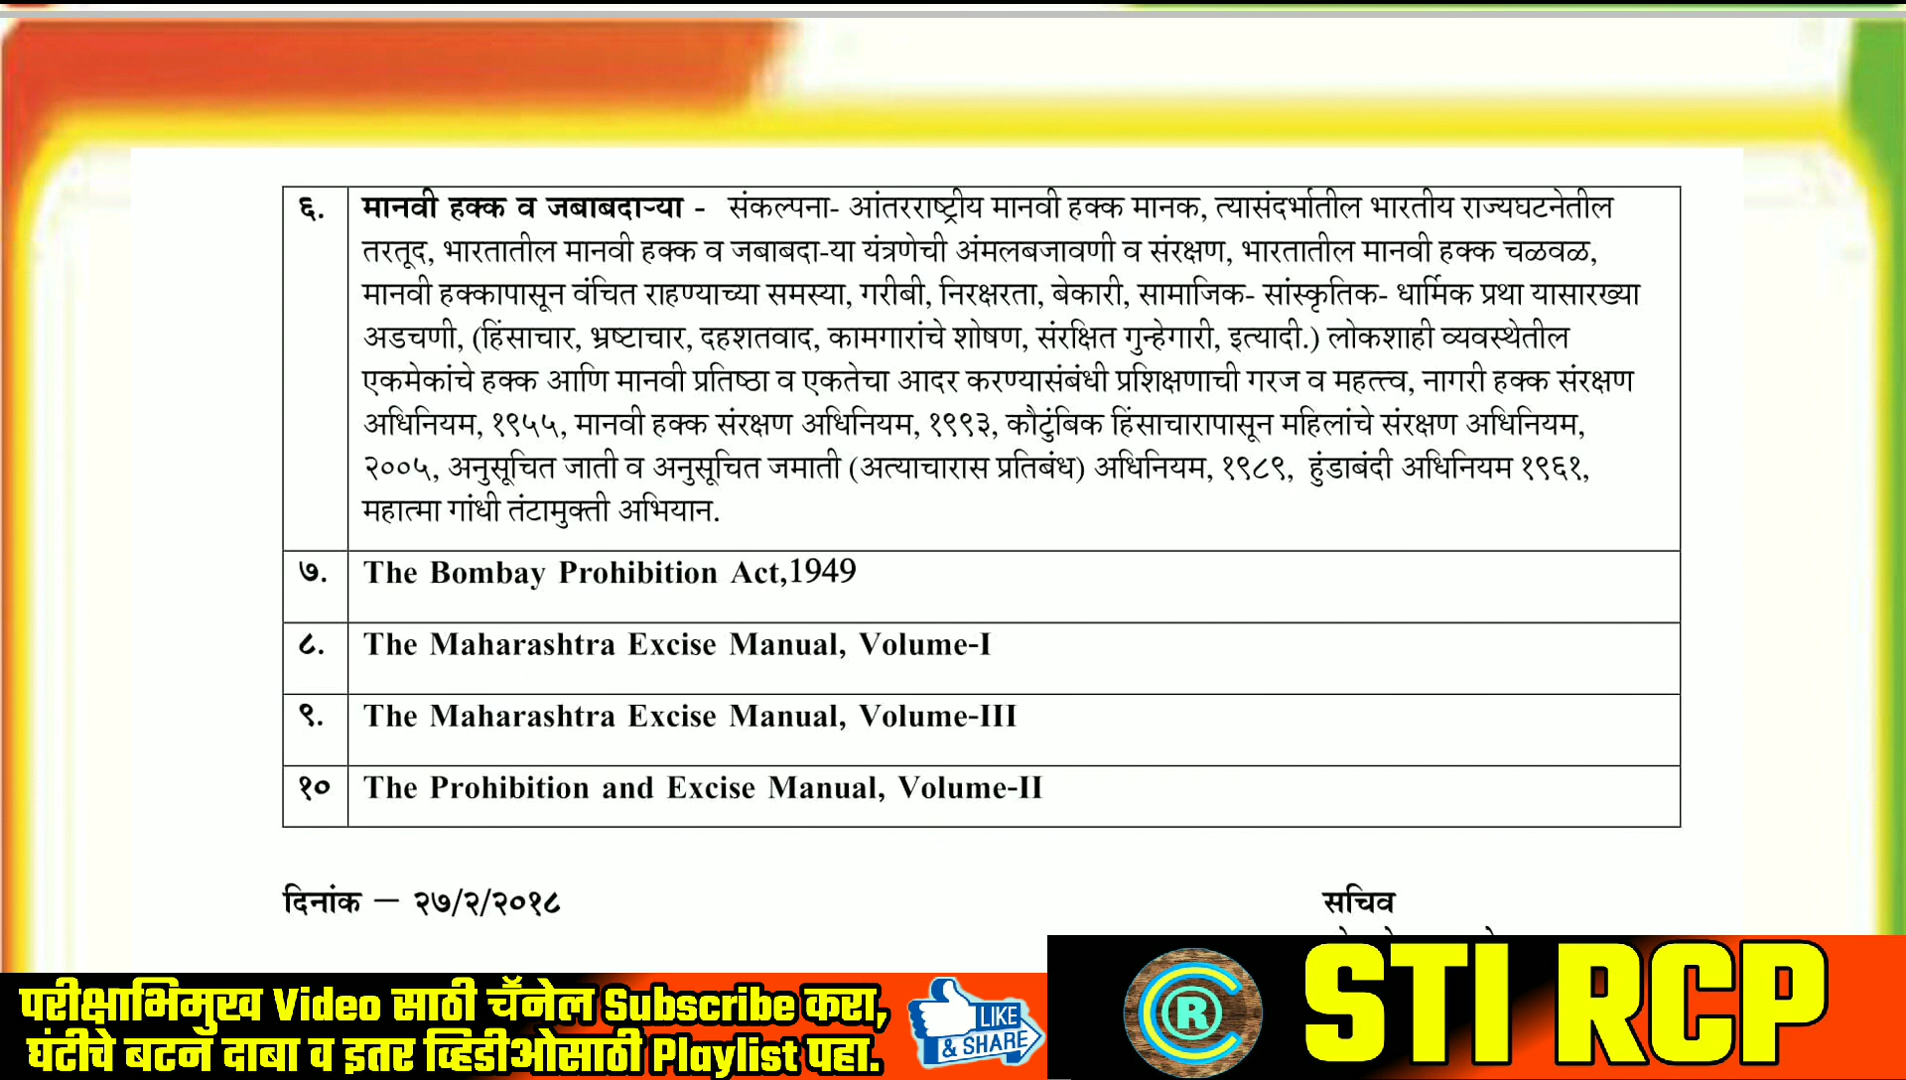 ६. मानवी हक्क व जबाबदाऱ्या - संकल्पना- आंतरराष्ट्रीय मानवी हक्क मानक, त्यासंदर्भातील भारतीय राज्यघटनेतील
तरतूद, भारतातील मानवी हक्क व जबाबदा-या यंत्रणेची अंमलबजावणी व संरक्षण, भारतातील मानवी हक्क चळवळ,
मानवी हक्कापासून वंचित राहण्याच्या समस्या, गरीबी, निरक्षरता, बेकारी, सामाजिक- सांस्कृतिक- धार्मिक प्रथा यासारख्या
अडचणी, (हिंसाचार, भ्रष्टाचार, दहशतवाद, कामगारांचे शोषण, संरक्षित गुन्हेगारी, इत्यादी.) लोकशाही व्यवस्थेतील
एकमेकांचे हक्क आणि मानवी प्रतिष्ठा व एकतेचा आदर करण्यासंबंधी प्रशिक्षणाची गरज व महत्त्व, नागरी हक्क संरक्षण
अधिनियम, १९५५, मानवी हक्क संरक्षण अधिनियम, १९९३, कौटुंबिक हिंसाचारापासून महिलांचे संरक्षण अधिनियम,
२००५, अनुसूचित जाती व अनुसूचित जमाती (अत्याचारास प्रतिबंध) अधिनियम, १९८९, हुंडाबंदी अधिनियम १९६१,
महात्मा गांधी तंटामुक्ती अभियान.
७. The Bombay Prohibition Act,1949
८. The Maharashtra Excise Manual, Volume-I
९. The Maharashtra Excise Manual, Volume-III
१० The Prohibition and Excise Manual, Volume-II
दिनांक – २७/२/२०१८ सचिव
परीक्षाभिमुख Video साठी चॅनेल Subscribe करा,
घंटीचे बटन दाबा व इतर व्हिडीओसाठी Playlist पहा.
LIKE
& SHARE
C R
STI RCP